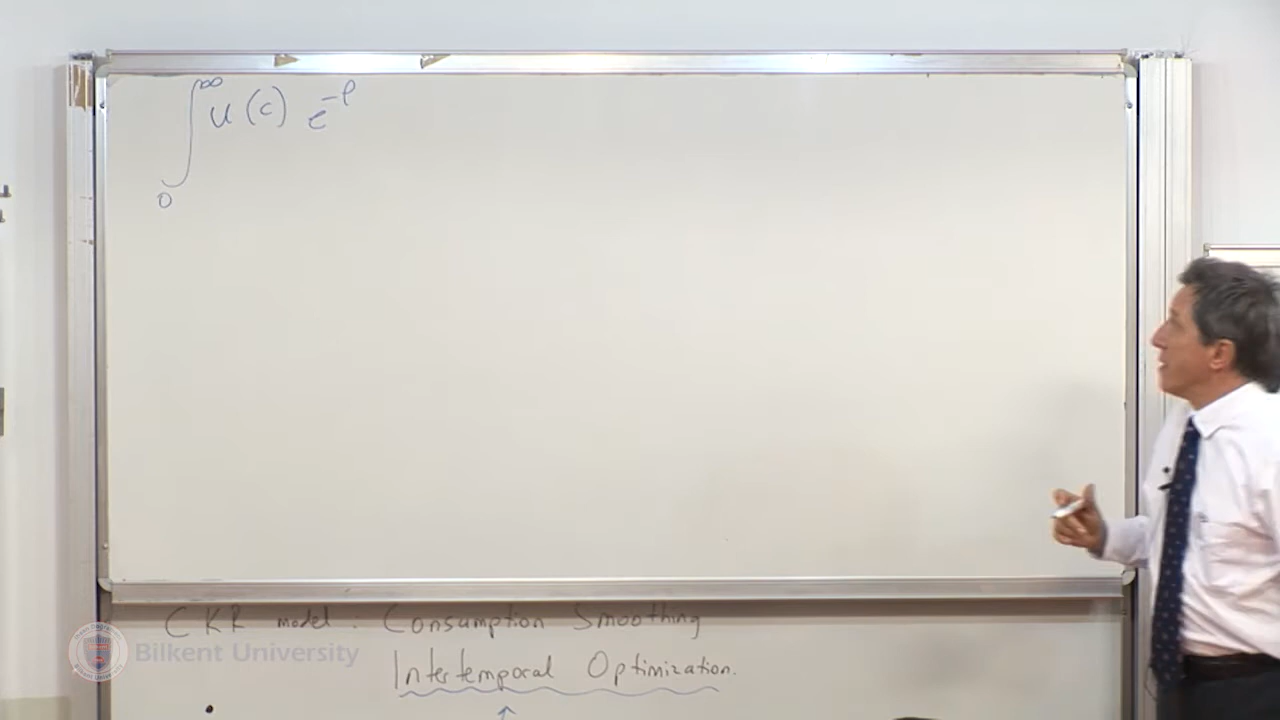 ∫₀^∞ u(c) e^{-ρ}
CKR model: Consumption Smoothing
Intertemporal Optimization.
Bilkent University